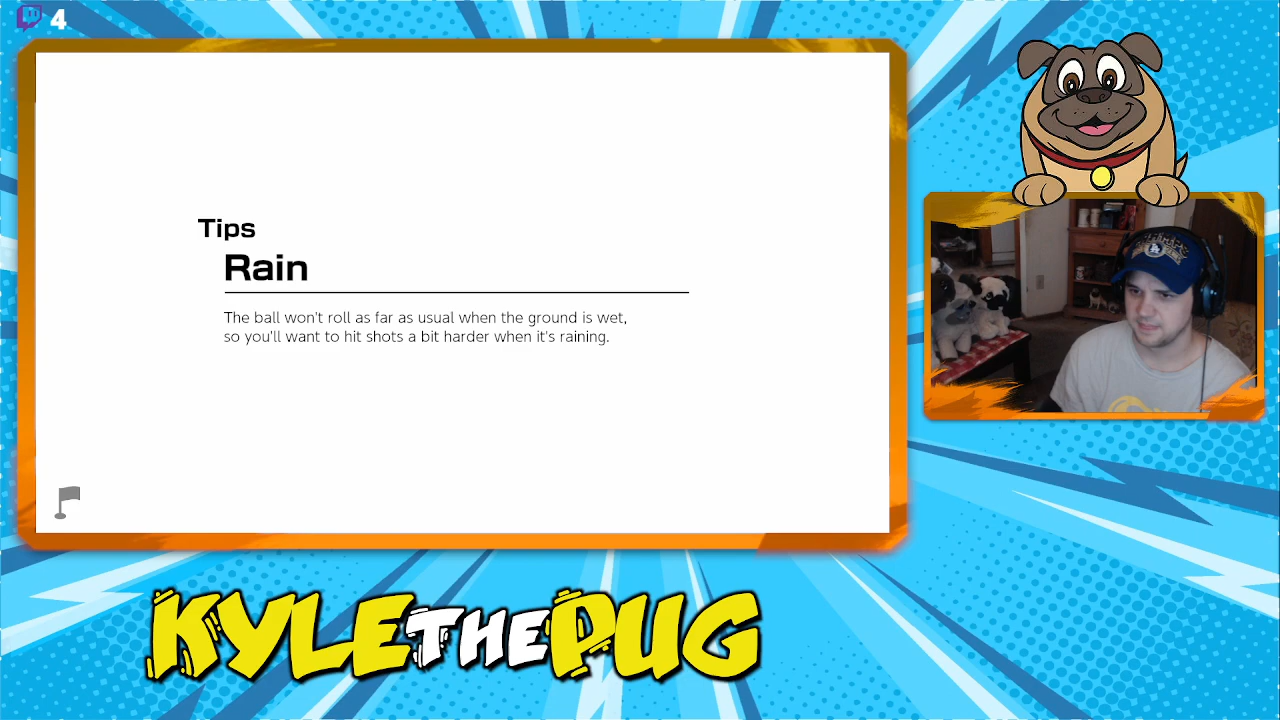 4
Tips
Rain
The ball won't roll as far as usual when the ground is wet,
so you'll want to hit shots a bit harder when it's raining.
KYLETHEPUG